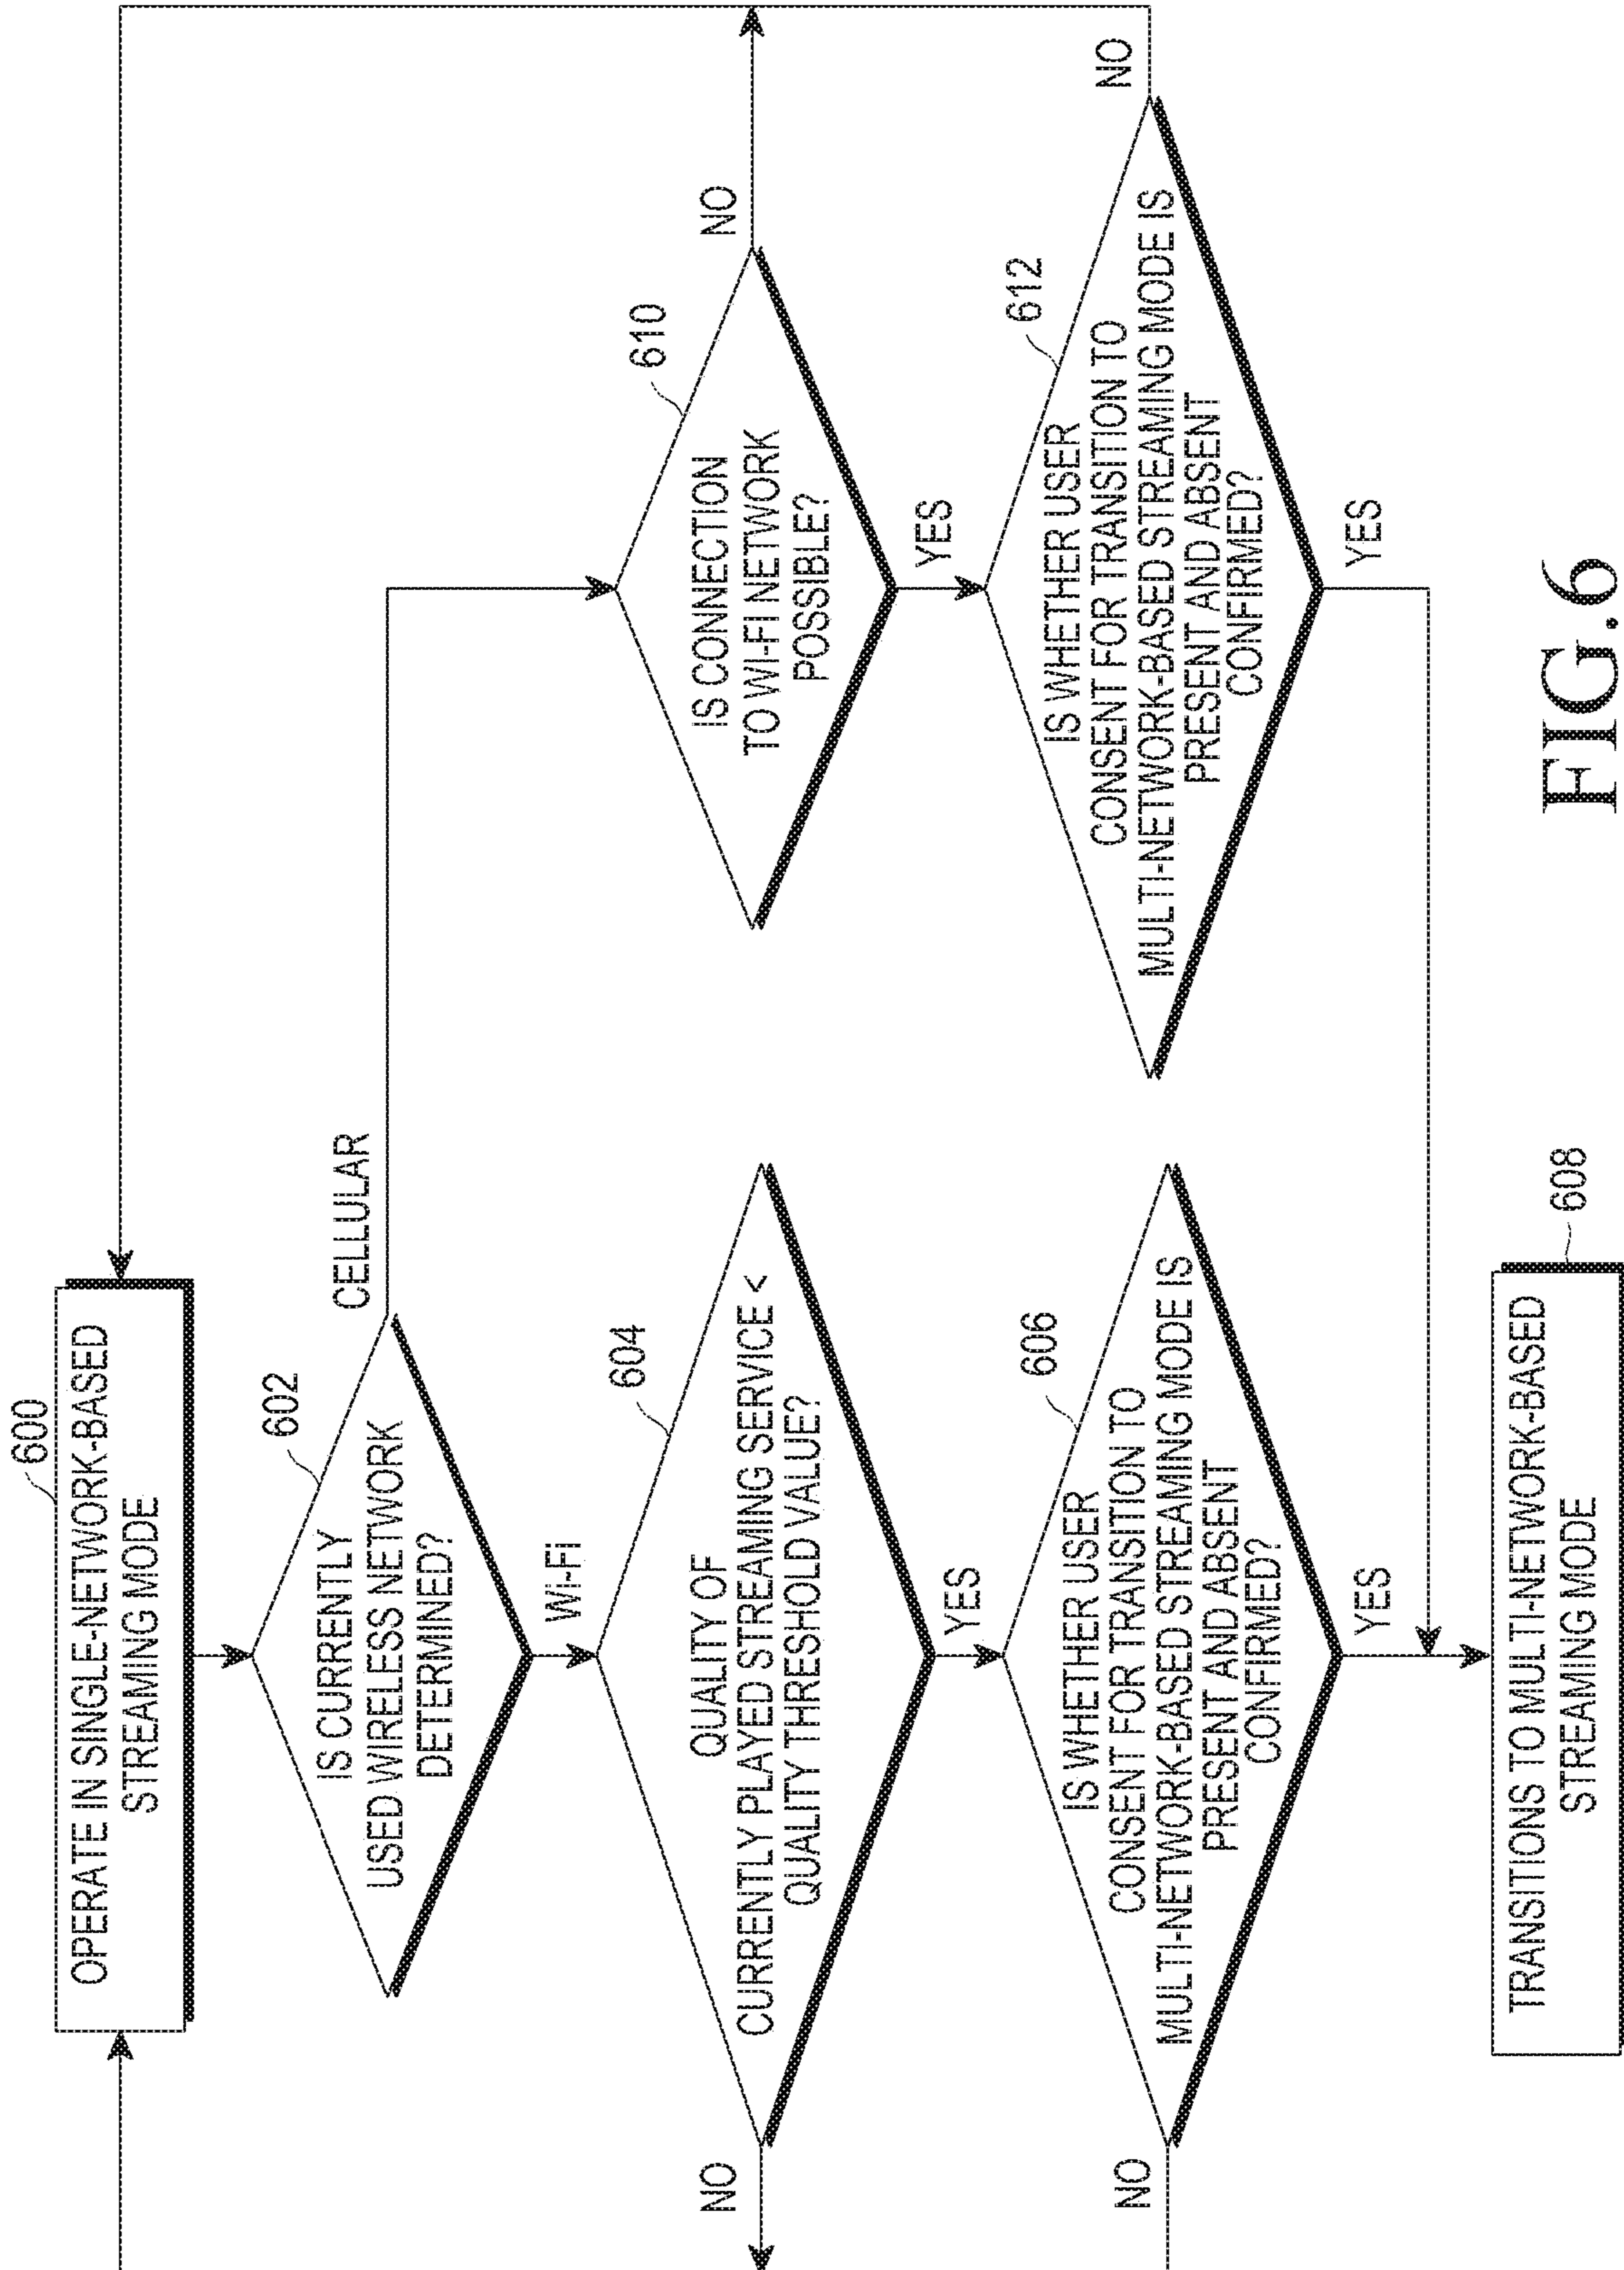 600
OPERATE IN SINGLE-NETWORK-BASED
STREAMING MODE
602
IS CURRENTLY
USED WIRELESS NETWORK
DETERMINED?
CELLULAR
Wi-Fi
604
QUALITY OF
CURRENTLY PLAYED STREAMING SERVICE <
QUALITY THRESHOLD VALUE?
NO
YES
606
IS WHETHER USER
CONSENT FOR TRANSITION TO
MULTI-NETWORK-BASED STREAMING MODE IS
PRESENT AND ABSENT
CONFIRMED?
NO
YES
TRANSITIONS TO MULTI-NETWORK-BASED
STREAMING MODE
608
610
IS CONNECTION
TO WI-FI NETWORK
POSSIBLE?
NO
YES
612
IS WHETHER USER
CONSENT FOR TRANSITION TO
MULTI-NETWORK-BASED STREAMING MODE IS
PRESENT AND ABSENT
CONFIRMED?
NO
YES
FIG.6